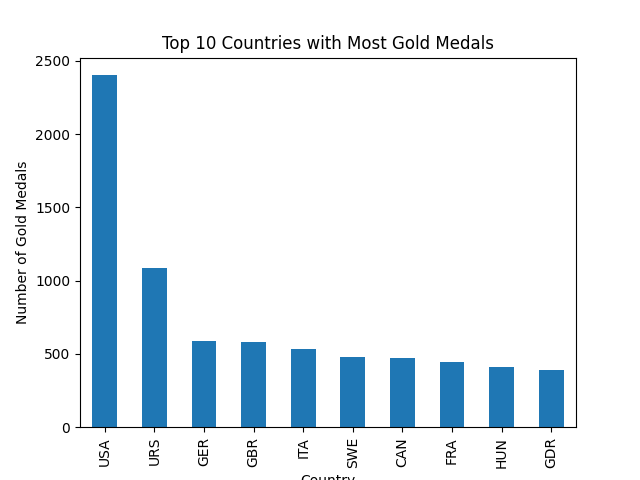 Top 10 Countries with Most Gold Medals
2500
2000
1500
1000
500
0
Number of Gold Medals
USA
URS
GER
GBR
ITA
SWE
CAN
FRA
HUN
GDR
Country